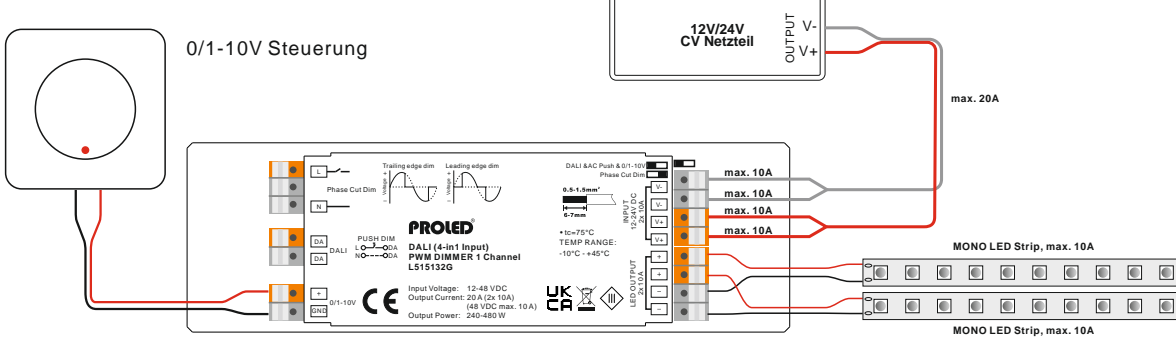 0/1-10V Steuerung
12V/24V
CV Netzteil
OUTPUT
V-
V+
max. 20A
L
N
Phase Cut Dim
Trailing edge dim
Leading edge dim
- Voltage +
- Voltage +
DA
DA
DALI
PUSH DIM
L DA
N DA
+
GND
0/1-10V
PROLED®
DALI (4-in1 Input)
PWM DIMMER 1 Channel
L515132G
Input Voltage: 12-48 VDC
Output Current: 20A (2x 10A)
(48 VDC max. 10A)
Output Power: 240-480 W
CE
UK
CA
III
DALI & AC Push & 0/1-10V
Phase Cut Dim
0.5-1.5mm²
6-7mm
• tc=75°C
TEMP RANGE:
-10°C - +45°C
INPUT
12-24V DC
2x 10A
V-
V-
V+
V+
LED OUTPUT
2x 10A
+
+
−
−
max. 10A
max. 10A
max. 10A
max. 10A
MONO LED Strip, max. 10A
MONO LED Strip, max. 10A